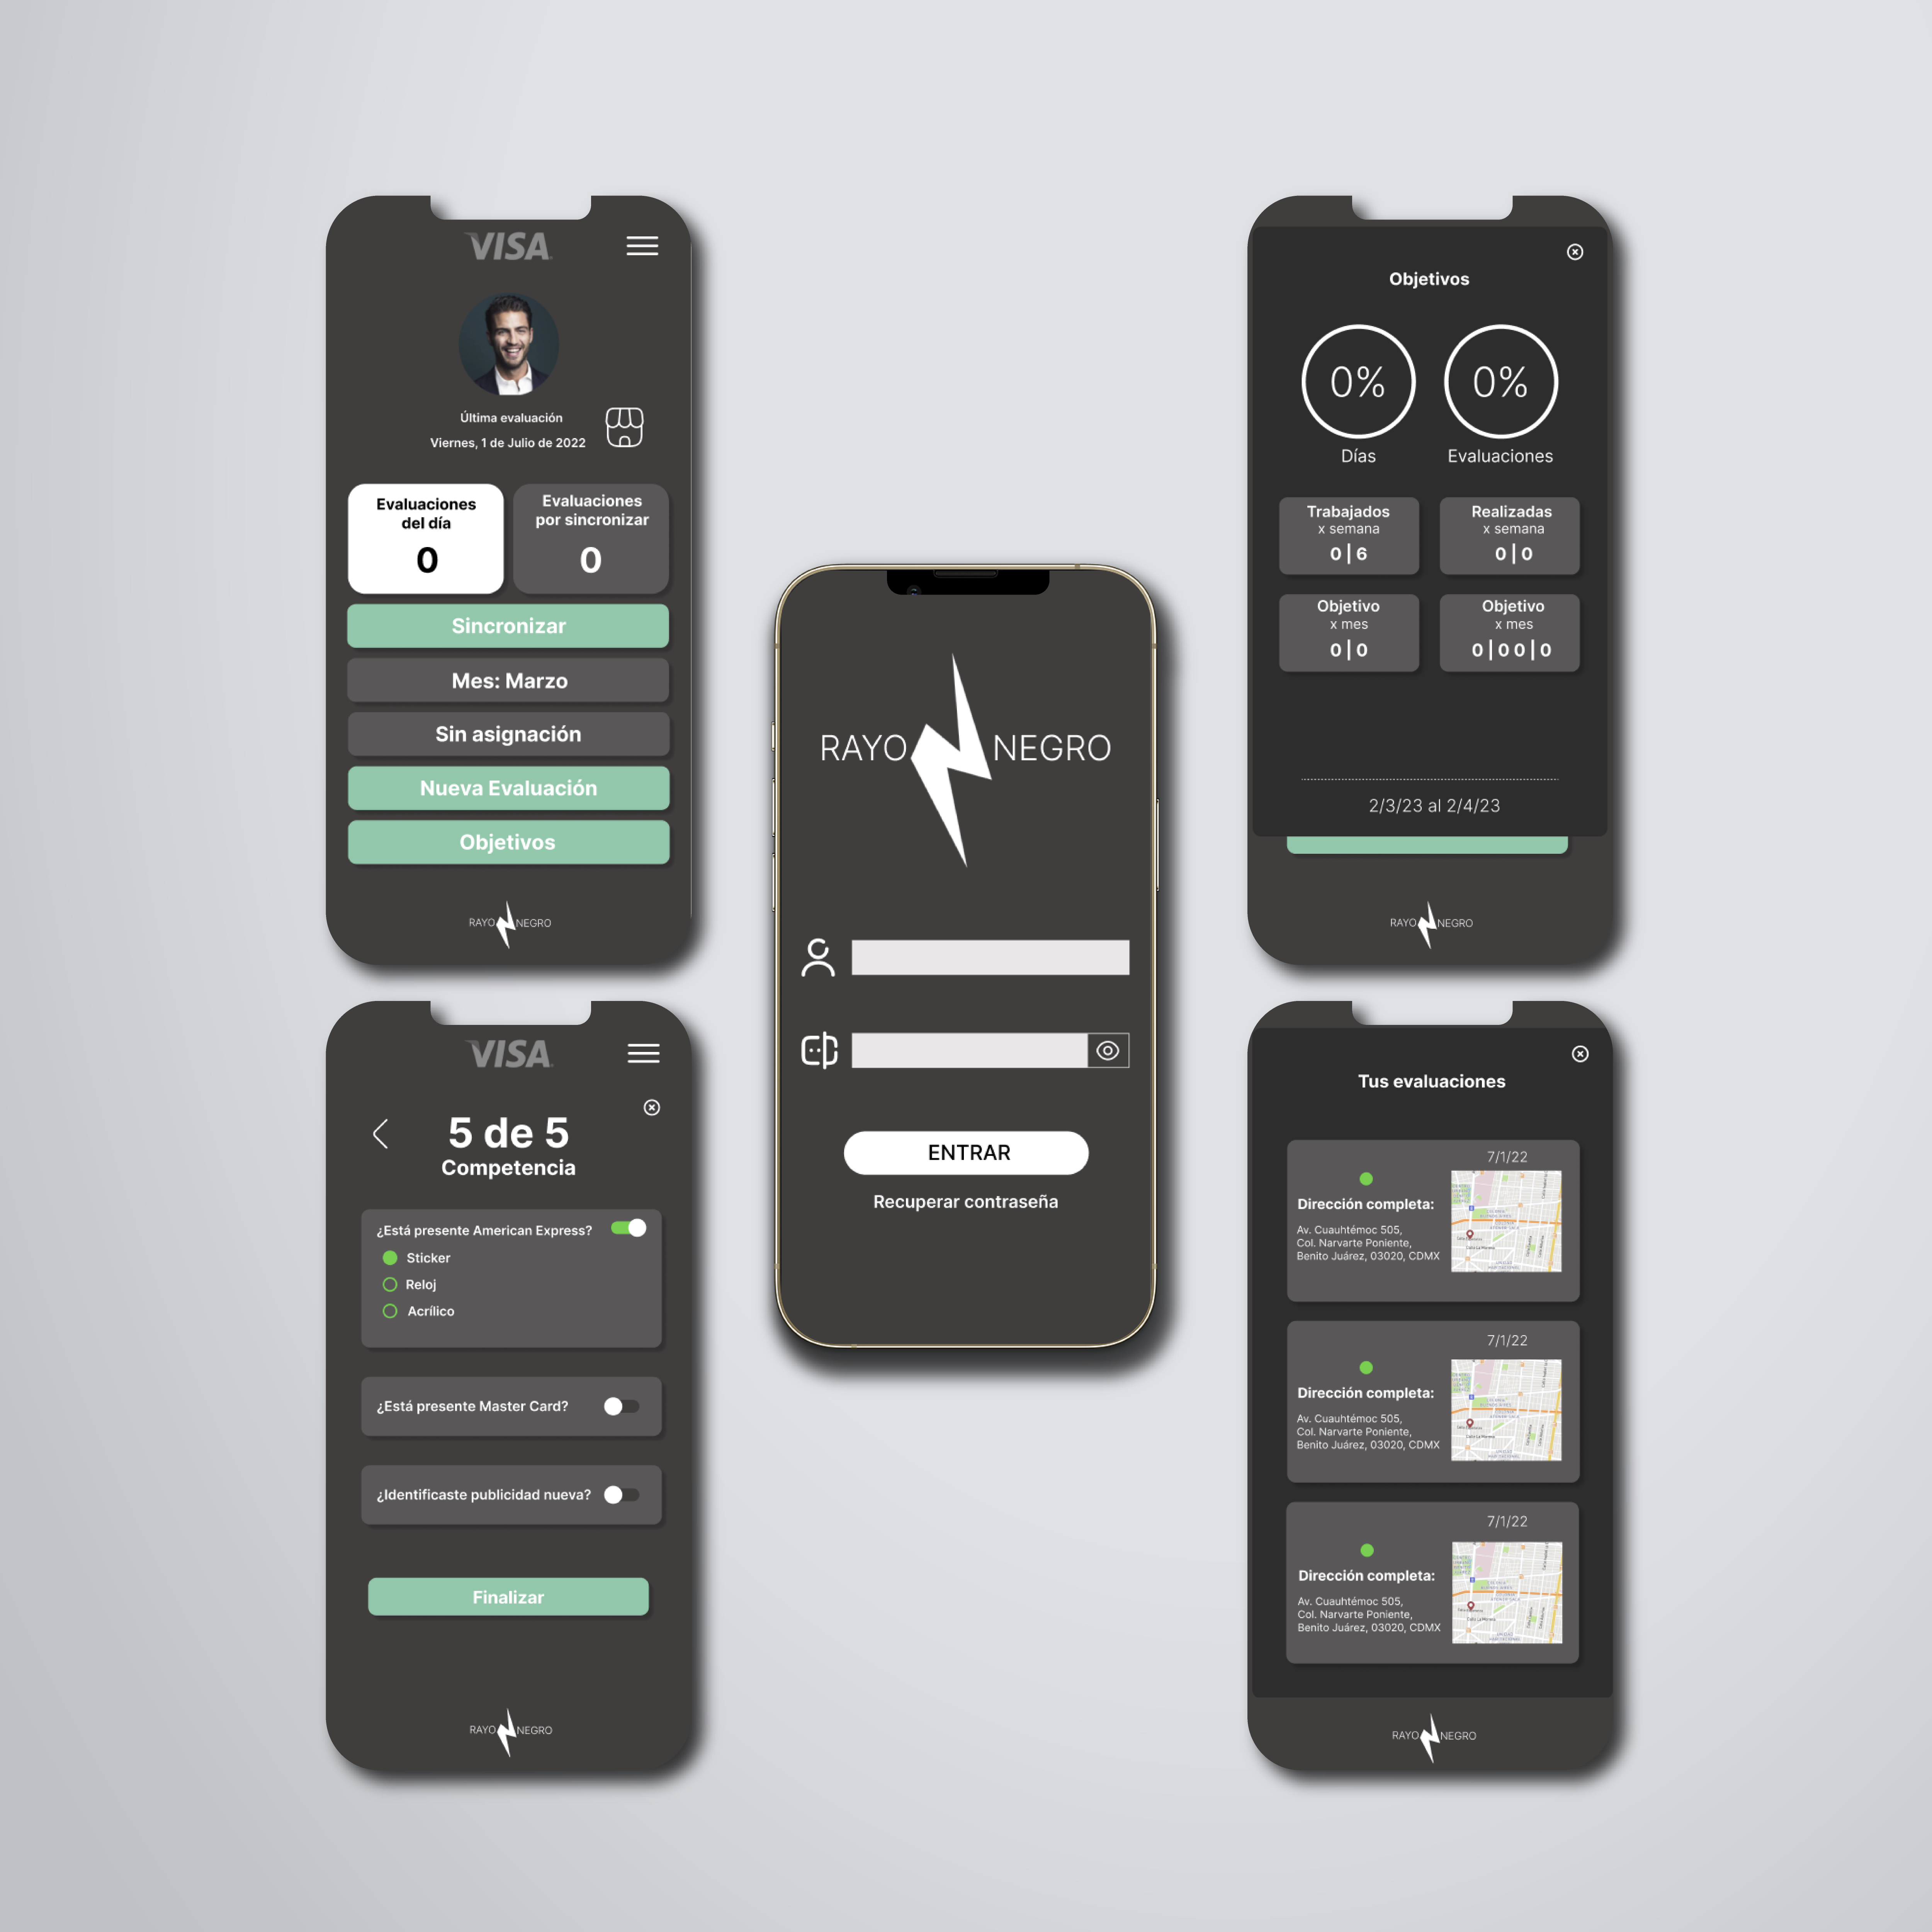 VISA
Última evaluación
Viernes, 1 de Julio de 2022
Evaluaciones
del día
0
Evaluaciones
por sincronizar
0
Sincronizar
Mes: Marzo
Sin asignación
Nueva Evaluación
Objetivos
RAYO NEGRO
VISA
5 de 5
Competencia
¿Está presente American Express?
Sticker
Reloj
Acrílico
¿Está presente Master Card?
¿Identificaste publicidad nueva?
Finalizar
RAYO NEGRO
RAYO NEGRO
ENTRAR
Recuperar contraseña
Objetivos
0%
Días
0%
Evaluaciones
Trabajados
x semana
0|6
Realizadas
x semana
0|0
Objetivo
x mes
0|0
Objetivo
x mes
0|00|0
2/3/23 al 2/4/23
RAYO NEGRO
Tus evaluaciones
7/1/22
Dirección completa:
Av. Cuauhtémoc 505,
Col. Narvarte Poniente,
Benito Juárez, 03020, CDMX
7/1/22
Dirección completa:
Av. Cuauhtémoc 505,
Col. Narvarte Poniente,
Benito Juárez, 03020, CDMX
7/1/22
Dirección completa:
Av. Cuauhtémoc 505,
Col. Narvarte Poniente,
Benito Juárez, 03020, CDMX
RAYO NEGRO